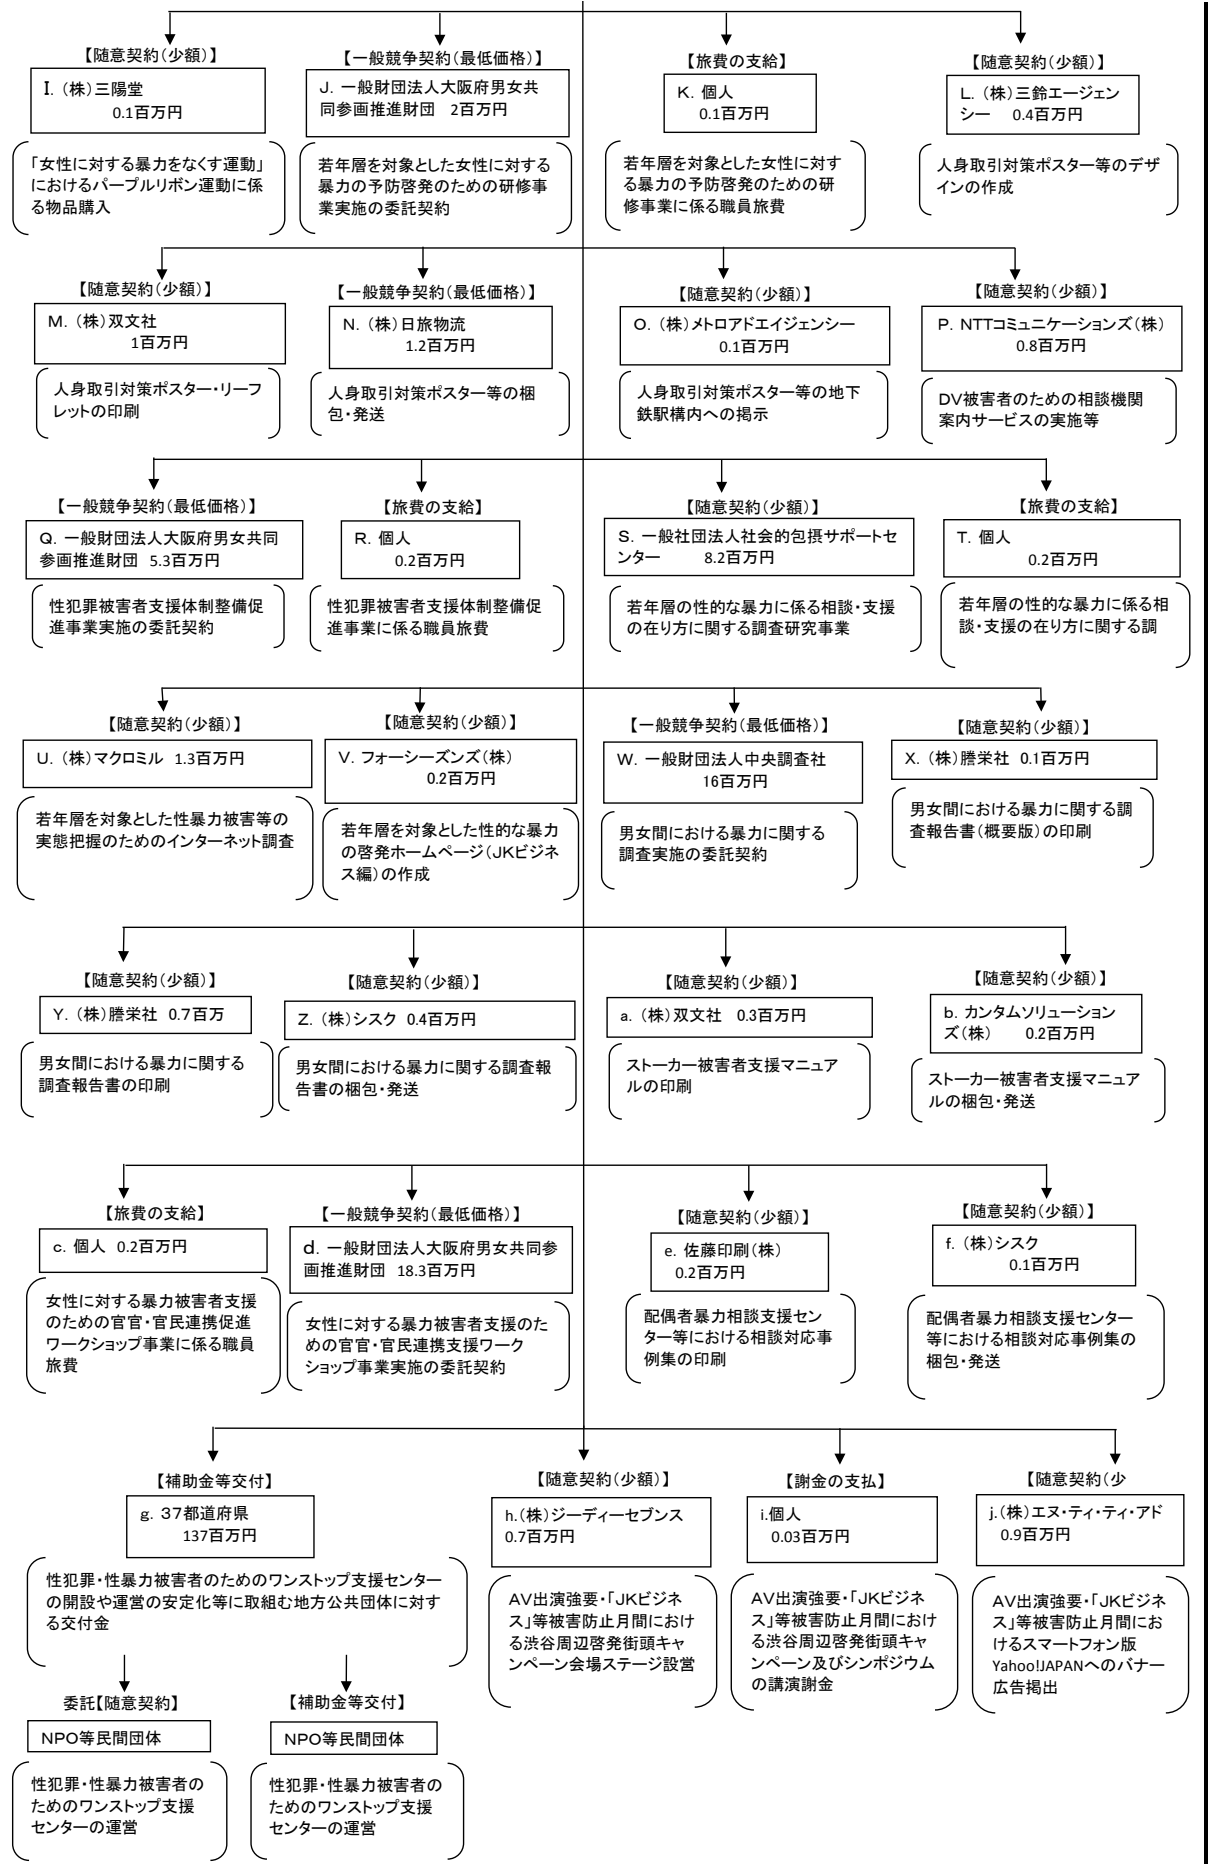 【随意契約(少額)】
I. (株)三陽堂
0.1百万円
「女性に対する暴力をなくす運動」
におけるパープルリボン運動に係
る物品購入
【一般競争契約(最低価格)】
J. 一般財団法人大阪府男女共
同参画推進財団 2百万円
若年層を対象とした女性に対する
暴力の予防啓発のための研修事
業実施の委託契約
【旅費の支給】
K. 個人
0.1百万円
若年層を対象とした女性に対す
る暴力の予防啓発のための研
修事業に係る職員旅費
【随意契約(少額)】
L. (株)三鈴エージェン
シー 0.4百万円
人身取引対策ポスター等のデザ
インの作成
【随意契約(少額)】
M. (株)双文社
1百万円
人身取引対策ポスター・リーフ
レットの印刷
【一般競争契約(最低価格)】
N. (株)日旅物流
1.2百万円
人身取引対策ポスター等の梱
包・発送
【随意契約(少額)】
O. (株)メトロアドエイジェンシー
0.1百万円
人身取引対策ポスター等の地下
鉄駅構内への掲示
【随意契約(少額)】
P. NTTコミュニケーションズ(株)
0.8百万円
DV被害者のための相談機関
案内サービスの実施等
【一般競争契約(最低価格)】
Q. 一般財団法人大阪府男女共同
参画推進財団 5.3百万円
性犯罪被害者支援体制整備促
進事業実施の委託契約
【旅費の支給】
R. 個人
0.2百万円
性犯罪被害者支援体制整備促
進事業に係る職員旅費
【随意契約(少額)】
S. 一般社団法人社会的包摂サポートセ
ンター 8.2百万円
若年層の性的な暴力に係る相談・支援
の在り方に関する調査研究事業
【旅費の支給】
T. 個人
0.2百万円
若年層の性的な暴力に係る相
談・支援の在り方に関する調
【随意契約(少額)】
U. (株)マクロミル 1.3百万円
若年層を対象とした性暴力被害等の
実態把握のためのインターネット調査
【随意契約(少額)】
V. フォーシーズンズ(株)
0.2百万円
若年層を対象とした性的な暴力
の啓発ホームページ(JKビジネ
ス編)の作成
【一般競争契約(最低価格)】
W. 一般財団法人中央調査社
16百万円
男女間における暴力に関する
調査実施の委託契約
【随意契約(少額)】
X. (株)謄栄社 0.1百万円
男女間における暴力に関する調
査報告書(概要版)の印刷
【随意契約(少額)】
Y. (株)謄栄社 0.7百万
男女間における暴力に関する
調査報告書の印刷
【随意契約(少額)】
Z. (株)シスク 0.4百万円
男女間における暴力に関する調査報
告書の梱包・発送
【随意契約(少額)】
a. (株)双文社 0.3百万円
ストーカー被害者支援マニュア
ルの印刷
【随意契約(少額)】
b. カンタムソリューション
ズ(株) 0.2百万円
ストーカー被害者支援マニュア
ルの梱包・発送
【旅費の支給】
c. 個人 0.2百万円
女性に対する暴力被害者支援
のための官官・官民連携促進
ワークショップ事業に係る職員
旅費
【一般競争契約(最低価格)】
d. 一般財団法人大阪府男女共同参
画推進財団 18.3百万円
女性に対する暴力被害者支援のた
めの官官・官民連携支援ワーク
ショップ事業実施の委託契約
【随意契約(少額)】
e. 佐藤印刷(株)
0.2百万円
配偶者暴力相談支援セン
ター等における相談対応事
例集の印刷
【随意契約(少額)】
f. (株)シスク
0.1百万円
配偶者暴力相談支援センター
等における相談対応事例集の
梱包・発送
【補助金等交付】
g. 37都道府県
137百万円
性犯罪・性暴力被害者のためのワンストップ支援センター
の開設や運営の安定化等に取組む地方公共団体に対す
る交付金
【随意契約(少額)】
h.(株)ジーディーセブンス
0.7百万円
AV出演強要・「JKビジネ
ス」等被害防止月間におけ
る渋谷周辺啓発街頭キャ
ンペーン会場ステージ設営
【謝金の支払】
i.個人
0.03百万円
AV出演強要・「JKビジネ
ス」等被害防止月間におけ
る渋谷周辺啓発街頭キャ
ンペーン及びシンポジウム
の講演謝金
【随意契約(少
j.(株)エヌ・ティ・ティ・アド
0.9百万円
AV出演強要・「JKビジネ
ス」等被害防止月間にお
けるスマートフォン版
Yahoo!JAPANへのバナー
広告掲出
委託【随意契約】
NPO等民間団体
性犯罪・性暴力被害者の
ためのワンストップ支援
センターの運営
【補助金等交付】
NPO等民間団体
性犯罪・性暴力被害者の
ためのワンストップ支援
センターの運営